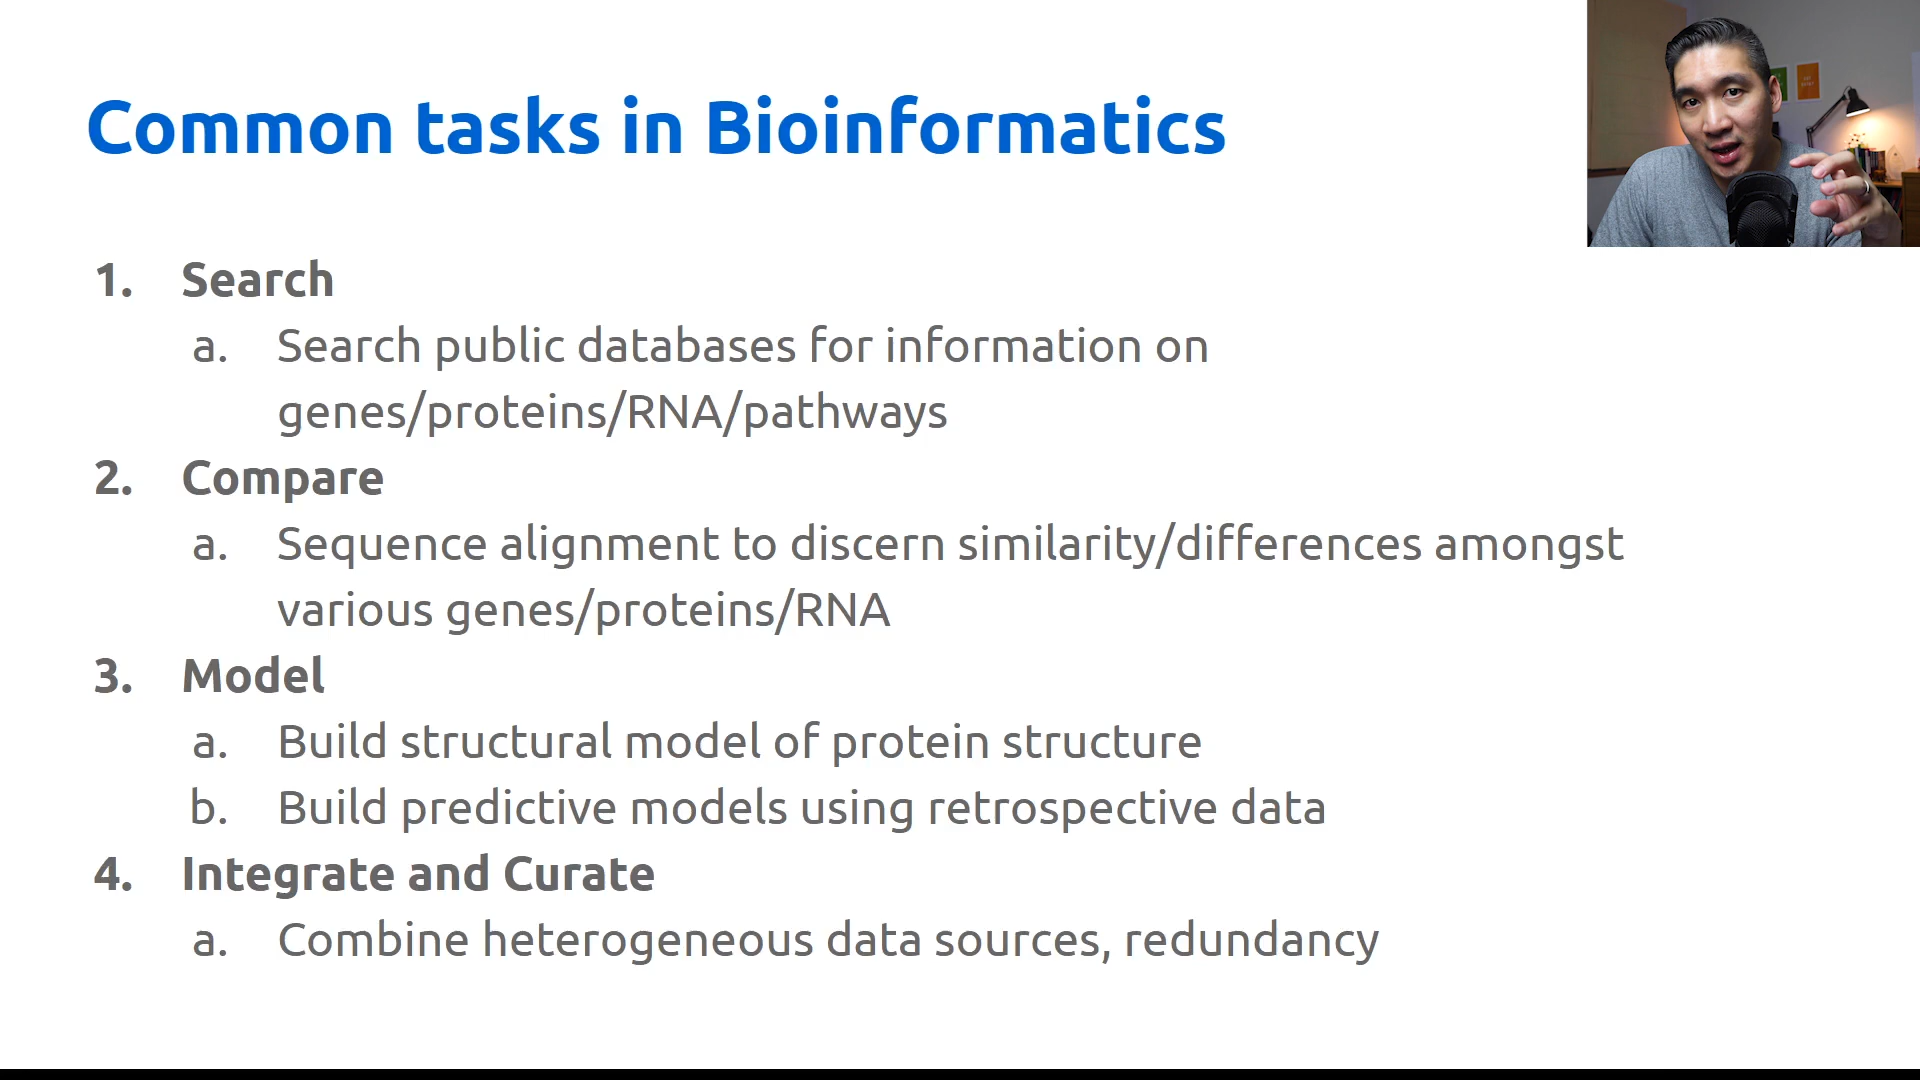 Common tasks in Bioinformatics
1. Search
a. Search public databases for information on
genes/proteins/RNA/pathways
2. Compare
a. Sequence alignment to discern similarity/differences amongst
various genes/proteins/RNA
3. Model
a. Build structural model of protein structure
b. Build predictive models using retrospective data
4. Integrate and Curate
a. Combine heterogeneous data sources, redundancy